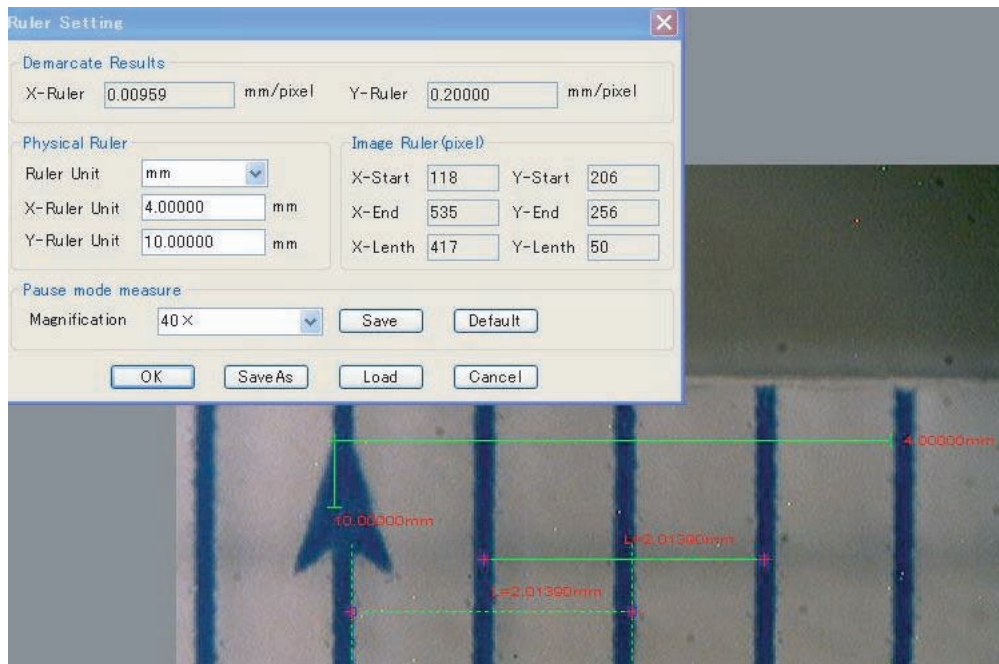 Ruler Setting
Demarcate Results
X-Ruler 0.00959 mm/pixel Y-Ruler 0.20000 mm/pixel
Physical Ruler Image Ruler(pixel)
Ruler Unit mm X-Start 118 Y-Start 206
X-Ruler Unit 4.00000 mm X-End 535 Y-End 256
Y-Ruler Unit 10.00000 mm X-Lenth 417 Y-Lenth 50
Pause mode measure
Magnification 40× Save Default
OK SaveAs Load Cancel
4.00000mm
10.00000mm
L=2.01390mm
L=2.01390mm